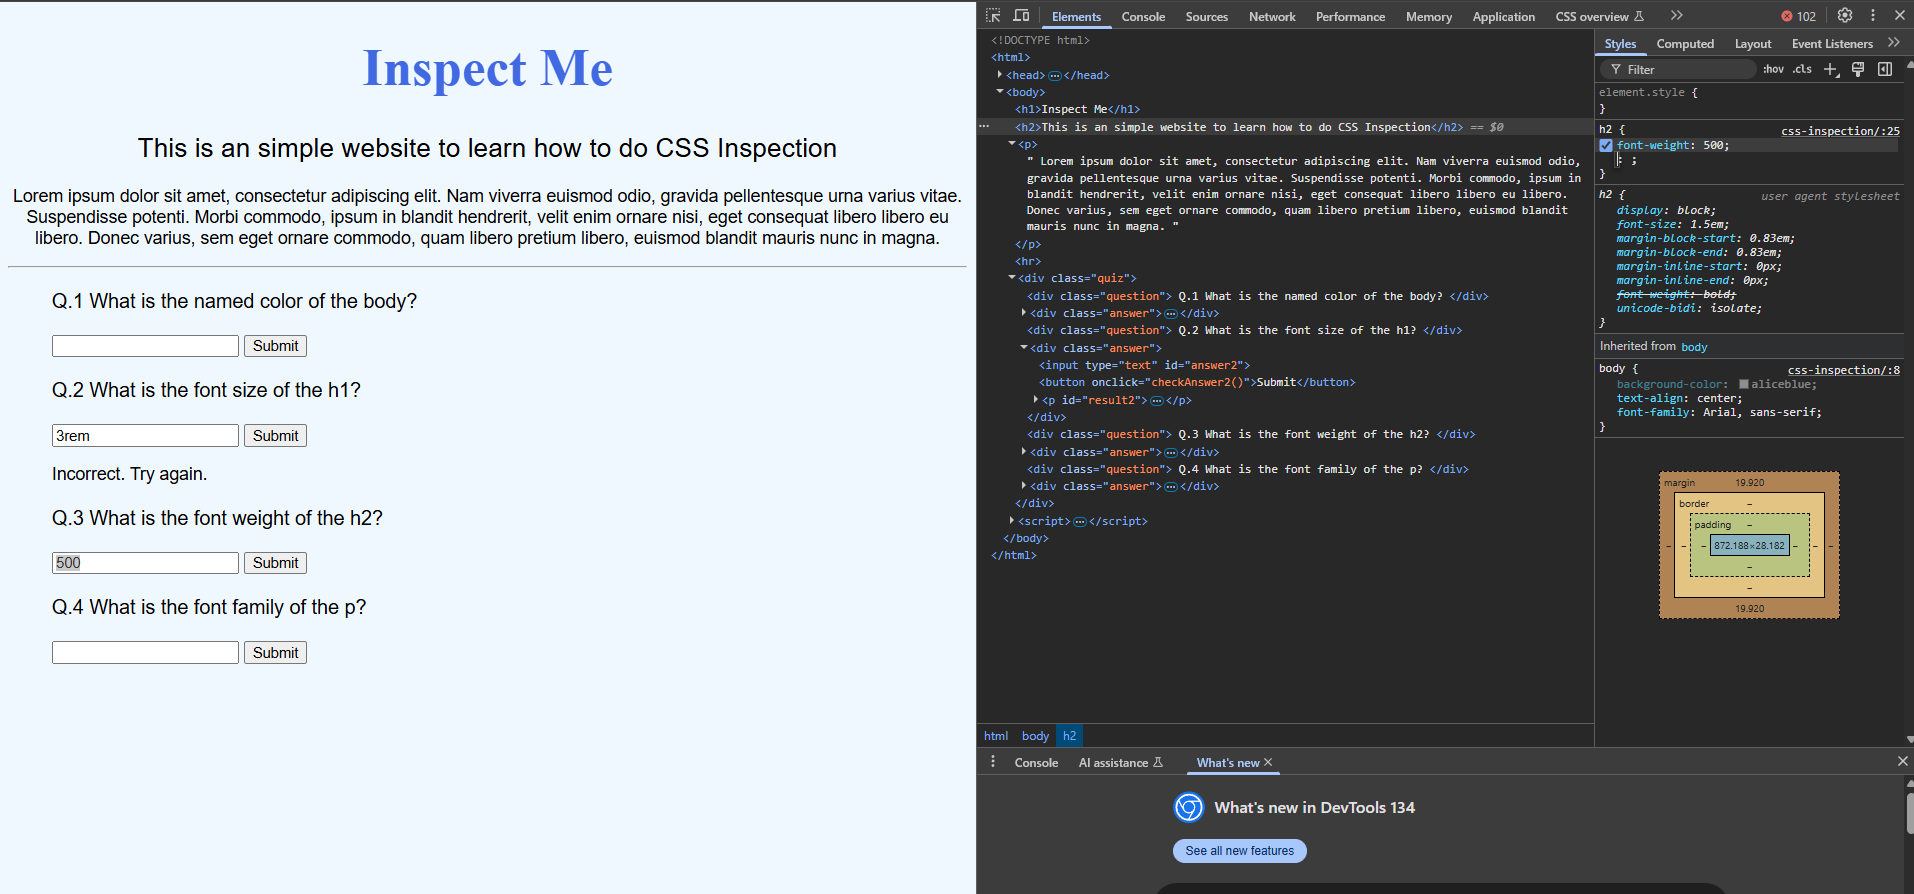 Inspect Me
This is an simple website to learn how to do CSS Inspection
Lorem ipsum dolor sit amet, consectetur adipiscing elit. Nam viverra euismod odio, gravida pellentesque urna varius vitae.
Suspendisse potenti. Morbi commodo, ipsum in blandit hendrerit, velit enim ornare nisi, eget consequat libero libero eu
libero. Donec varius, sem eget ornare commodo, quam libero pretium libero, euismod blandit mauris nunc in magna.
Q.1 What is the named color of the body?
Submit
Q.2 What is the font size of the h1?
3rem Submit
Incorrect. Try again.
Q.3 What is the font weight of the h2?
500 Submit
Q.4 What is the font family of the p?
Submit
Elements Console Sources Network Performance Memory Application CSS overview 102
<!DOCTYPE html>
<html>
<head>…</head>
<body>
<h1>Inspect Me</h1>
… <h2>This is an simple website to learn how to do CSS Inspection</h2> == $0
<p>
" Lorem ipsum dolor sit amet, consectetur adipiscing elit. Nam viverra euismod odio,
gravida pellentesque urna varius vitae. Suspendisse potenti. Morbi commodo, ipsum in
blandit hendrerit, velit enim ornare nisi, eget consequat libero libero eu libero.
Donec varius, sem eget ornare commodo, quam libero pretium libero, euismod blandit
mauris nunc in magna. "
</p>
<hr>
<div class="quiz">
<div class="question"> Q.1 What is the named color of the body? </div>
<div class="answer">…</div>
<div class="question"> Q.2 What is the font size of the h1? </div>
<div class="answer">
<input type="text" id="answer2">
<button onclick="checkAnswer2()">Submit</button>
<p id="result2">…</p>
</div>
<div class="question"> Q.3 What is the font weight of the h2? </div>
<div class="answer">…</div>
<div class="question"> Q.4 What is the font family of the p? </div>
<div class="answer">…</div>
</div>
<script>…</script>
</body>
</html>
html body h2
Styles Computed Layout Event Listeners
Filter :hov .cls
element.style {
}
h2 { css-inspection/:25
font-weight: 500;
: ;
}
h2 { user agent stylesheet
display: block;
font-size: 1.5em;
margin-block-start: 0.83em;
margin-block-end: 0.83em;
margin-inline-start: 0px;
margin-inline-end: 0px;
font-weight: bold;
unicode-bidi: isolate;
}
Inherited from body
body { css-inspection/:8
background-color: aliceblue;
text-align: center;
font-family: Arial, sans-serif;
}
margin 19.920
border –
padding –
– – – 872.188×28.182 – – –
–
–
19.920
Console AI assistance What's new
What's new in DevTools 134
See all new features